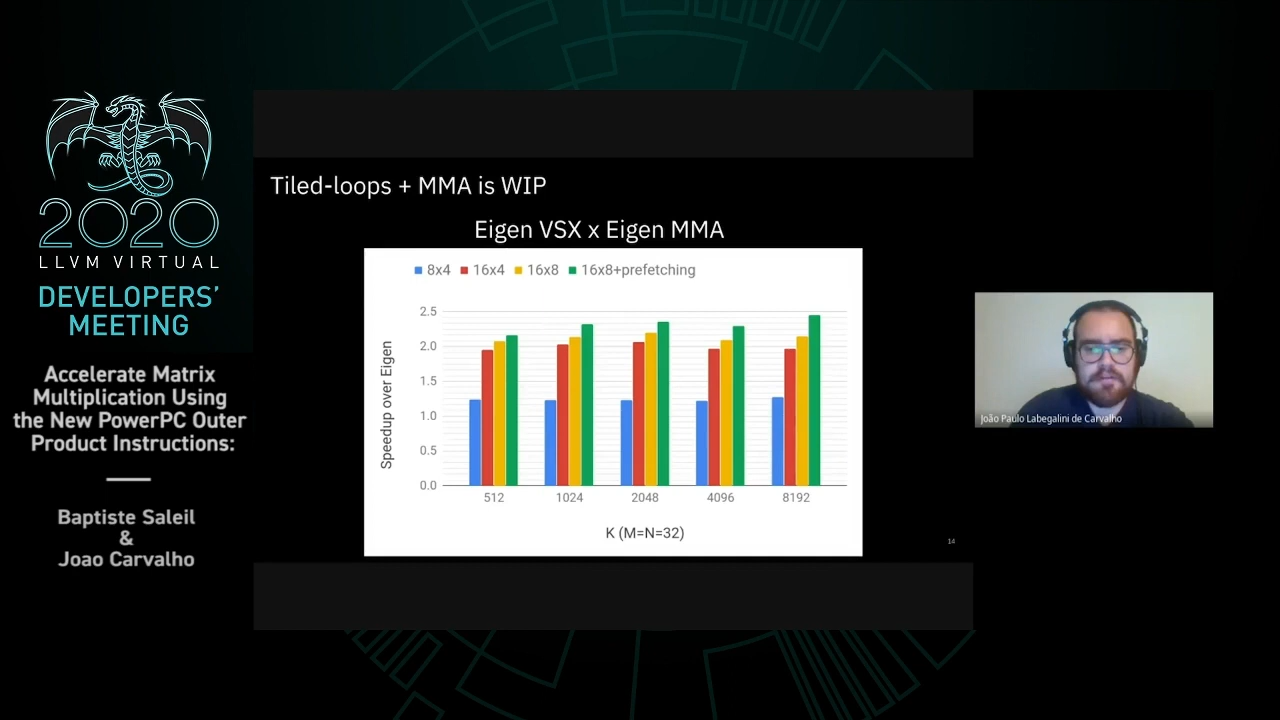 2020
LLVM VIRTUAL
DEVELOPERS'
MEETING
Accelerate Matrix
Multiplication Using
the New PowerPC Outer
Product Instructions:
Baptiste Saleil
&
Joao Carvalho
Tiled-loops + MMA is WIP
Eigen VSX x Eigen MMA
8x4 16x4 16x8 16x8+prefetching
Speedup over Eigen
2.5
2.0
1.5
1.0
0.5
0.0
512 1024 2048 4096 8192
K (M=N=32)
14
João Paulo Labegalini de Carvalho